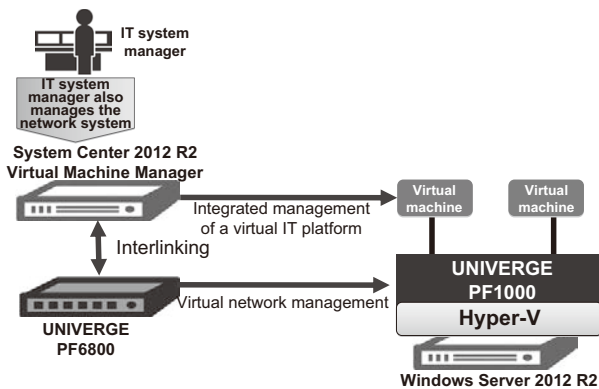 IT system
manager
IT system
manager also
manages the
network system
System Center 2012 R2
Virtual Machine Manager
Integrated management
of a virtual IT platform
Virtual
machine
Virtual
machine
Interlinking
UNIVERGE
PF1000
Virtual network management
Hyper-V
UNIVERGE
PF6800
Windows Server 2012 R2